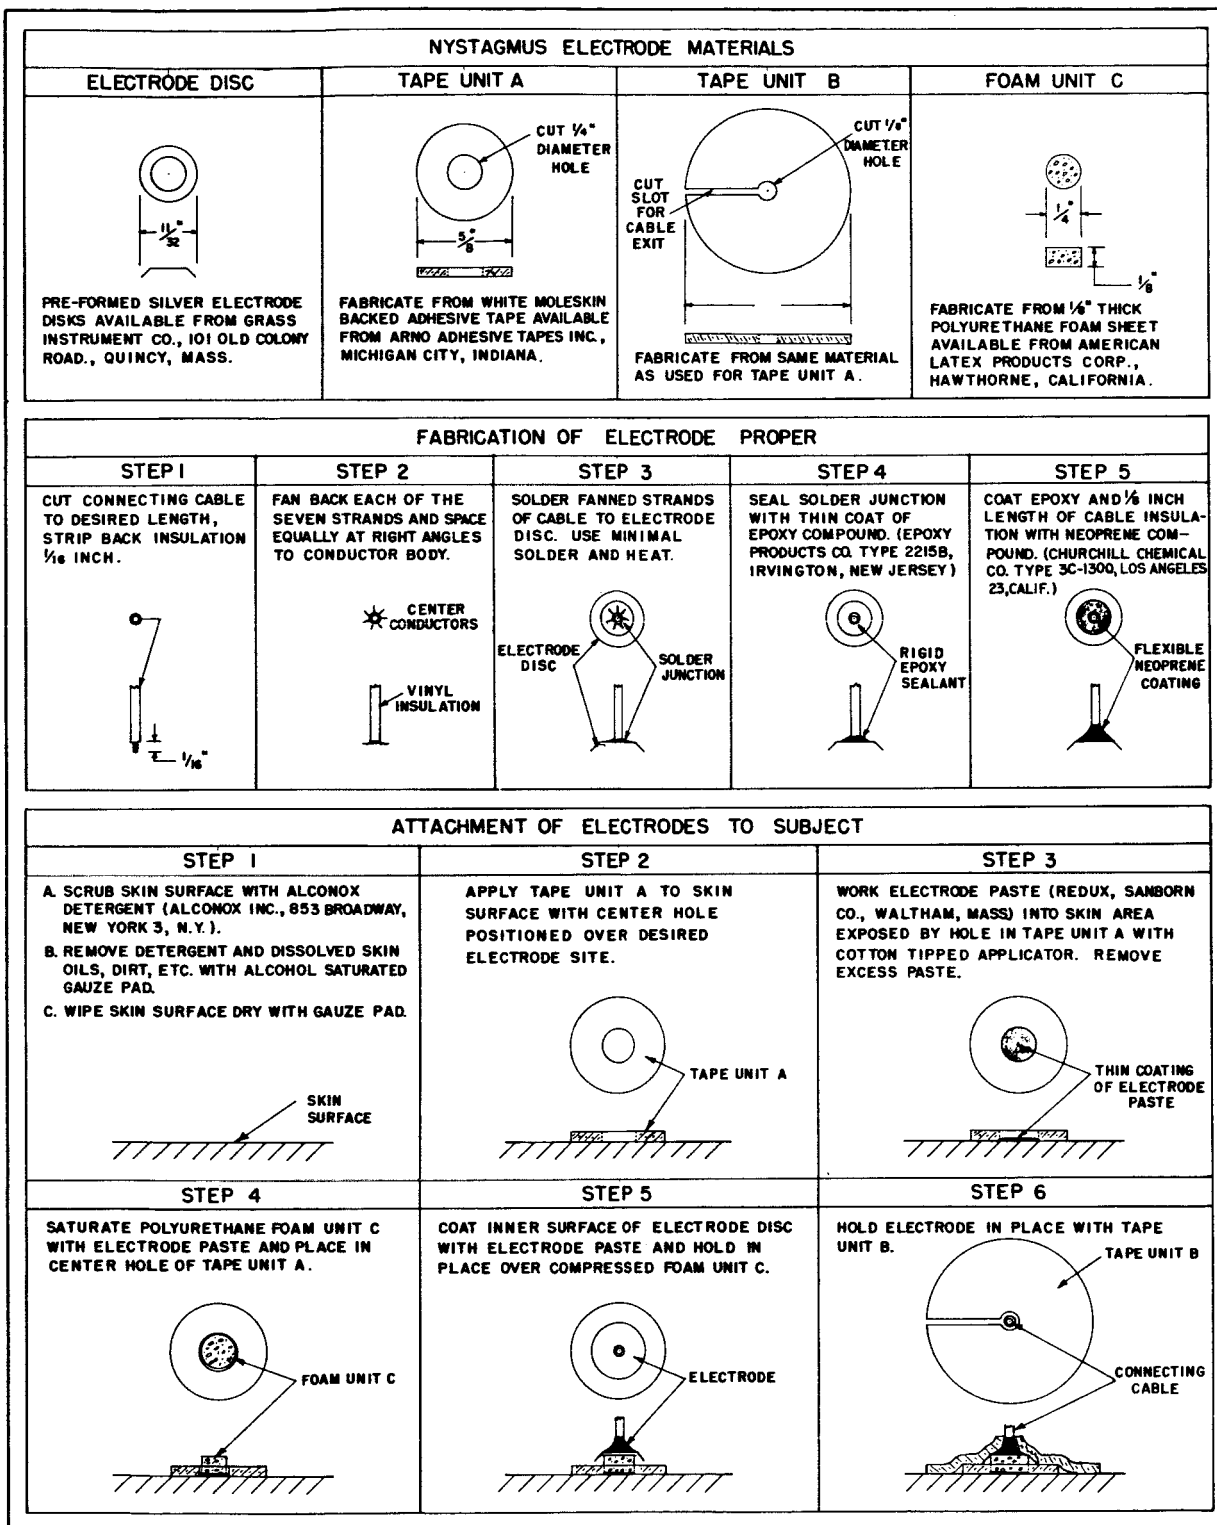 NYSTAGMUS ELECTRODE MATERIALS
ELECTRODE DISC
11/32"
PRE-FORMED SILVER ELECTRODE
DISKS AVAILABLE FROM GRASS
INSTRUMENT CO., 101 OLD COLONY
ROAD., QUINCY, MASS.
TAPE UNIT A
CUT 1/4"
DIAMETER
HOLE
5/8"
FABRICATE FROM WHITE MOLESKIN
BACKED ADHESIVE TAPE AVAILABLE
FROM ARNO ADHESIVE TAPES INC.,
MICHIGAN CITY, INDIANA.
TAPE UNIT B
CUT 1/8"
DIAMETER
HOLE
CUT
SLOT
FOR
CABLE
EXIT
FABRICATE FROM SAME MATERIAL
AS USED FOR TAPE UNIT A.
FOAM UNIT C
1/4"
1/8"
FABRICATE FROM 1/8" THICK
POLYURETHANE FOAM SHEET
AVAILABLE FROM AMERICAN
LATEX PRODUCTS CORP.,
HAWTHORNE, CALIFORNIA.
FABRICATION OF ELECTRODE PROPER
STEP 1
CUT CONNECTING CABLE
TO DESIRED LENGTH,
STRIP BACK INSULATION
1/16 INCH.
1/16"
STEP 2
FAN BACK EACH OF THE
SEVEN STRANDS AND SPACE
EQUALLY AT RIGHT ANGLES
TO CONDUCTOR BODY.
CENTER
CONDUCTORS
VINYL
INSULATION
STEP 3
SOLDER FANNED STRANDS
OF CABLE TO ELECTRODE
DISC. USE MINIMAL
SOLDER AND HEAT.
ELECTRODE
DISC
SOLDER
JUNCTION
STEP 4
SEAL SOLDER JUNCTION
WITH THIN COAT OF
EPOXY COMPOUND. (EPOXY
PRODUCTS CO. TYPE 2215B,
IRVINGTON, NEW JERSEY)
RIGID
EPOXY
SEALANT
STEP 5
COAT EPOXY AND 1/8 INCH
LENGTH OF CABLE INSULA-
TION WITH NEOPRENE COM-
POUND. (CHURCHILL CHEMICAL
CO. TYPE 3C-1300, LOS ANGELES
23, CALIF.)
FLEXIBLE
NEOPRENE
COATING
ATTACHMENT OF ELECTRODES TO SUBJECT
STEP 1
A. SCRUB SKIN SURFACE WITH ALCONOX
DETERGENT (ALCONOX INC., 853 BROADWAY,
NEW YORK 3, N.Y.).
B. REMOVE DETERGENT AND DISSOLVED SKIN
OILS, DIRT, ETC. WITH ALCOHOL SATURATED
GAUZE PAD.
C. WIPE SKIN SURFACE DRY WITH GAUZE PAD.
SKIN
SURFACE
STEP 2
APPLY TAPE UNIT A TO SKIN
SURFACE WITH CENTER HOLE
POSITIONED OVER DESIRED
ELECTRODE SITE.
TAPE UNIT A
STEP 3
WORK ELECTRODE PASTE (REDUX, SANBORN
CO., WALTHAM, MASS) INTO SKIN AREA
EXPOSED BY HOLE IN TAPE UNIT A WITH
COTTON TIPPED APPLICATOR. REMOVE
EXCESS PASTE.
THIN COATING
OF ELECTRODE
PASTE
STEP 4
SATURATE POLYURETHANE FOAM UNIT C
WITH ELECTRODE PASTE AND PLACE IN
CENTER HOLE OF TAPE UNIT A.
FOAM UNIT C
STEP 5
COAT INNER SURFACE OF ELECTRODE DISC
WITH ELECTRODE PASTE AND HOLD IN
PLACE OVER COMPRESSED FOAM UNIT C.
ELECTRODE
STEP 6
HOLD ELECTRODE IN PLACE WITH TAPE
UNIT B.
TAPE UNIT B
CONNECTING
CABLE